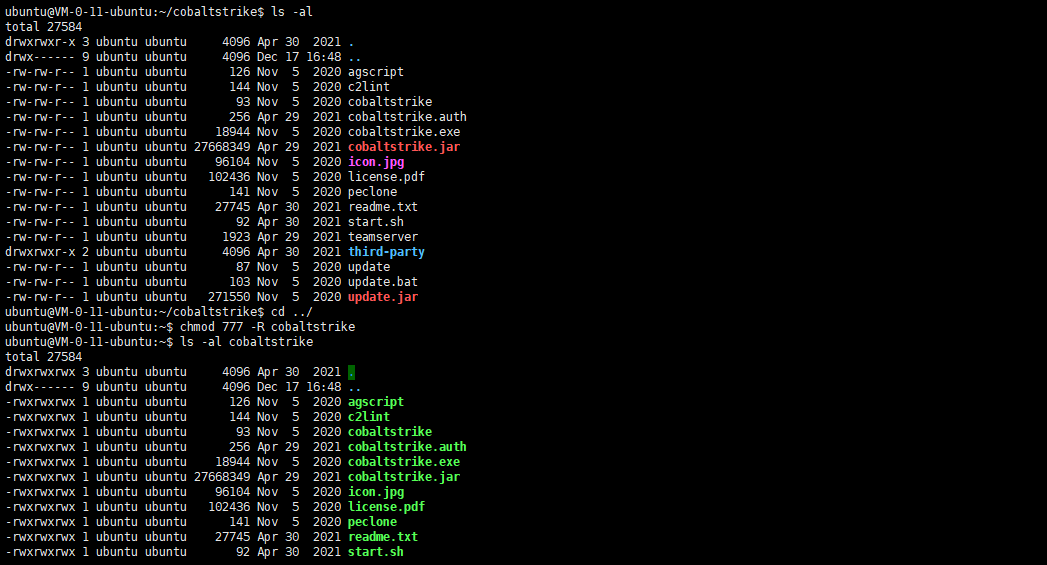 ubuntu@VM-0-11-ubuntu:~/cobaltstrike$ ls -al
total 27584
drwxrwxr-x 3 ubuntu ubuntu     4096 Apr 30  2021 .
drwx------ 9 ubuntu ubuntu     4096 Dec 17 16:48 ..
-rw-rw-r-- 1 ubuntu ubuntu      126 Nov  5  2020 agscript
-rw-rw-r-- 1 ubuntu ubuntu      144 Nov  5  2020 c2lint
-rw-rw-r-- 1 ubuntu ubuntu       93 Nov  5  2020 cobaltstrike
-rw-rw-r-- 1 ubuntu ubuntu      256 Apr 29  2021 cobaltstrike.auth
-rw-rw-r-- 1 ubuntu ubuntu    18944 Nov  5  2020 cobaltstrike.exe
-rw-rw-r-- 1 ubuntu ubuntu 27668349 Apr 29  2021 cobaltstrike.jar
-rw-rw-r-- 1 ubuntu ubuntu    96104 Nov  5  2020 icon.jpg
-rw-rw-r-- 1 ubuntu ubuntu   102436 Nov  5  2020 license.pdf
-rw-rw-r-- 1 ubuntu ubuntu      141 Nov  5  2020 peclone
-rw-rw-r-- 1 ubuntu ubuntu    27745 Apr 30  2021 readme.txt
-rw-rw-r-- 1 ubuntu ubuntu       92 Apr 30  2021 start.sh
-rw-rw-r-- 1 ubuntu ubuntu     1923 Apr 29  2021 teamserver
drwxrwxr-x 2 ubuntu ubuntu     4096 Apr 30  2021 third-party
-rw-rw-r-- 1 ubuntu ubuntu       87 Nov  5  2020 update
-rw-rw-r-- 1 ubuntu ubuntu      103 Nov  5  2020 update.bat
-rw-rw-r-- 1 ubuntu ubuntu   271550 Nov  5  2020 update.jar
ubuntu@VM-0-11-ubuntu:~/cobaltstrike$ cd ../
ubuntu@VM-0-11-ubuntu:~$ chmod 777 -R cobaltstrike
ubuntu@VM-0-11-ubuntu:~$ ls -al cobaltstrike
total 27584
drwxrwxrwx 3 ubuntu ubuntu     4096 Apr 30  2021 .
drwx------ 9 ubuntu ubuntu     4096 Dec 17 16:48 ..
-rwxrwxrwx 1 ubuntu ubuntu      126 Nov  5  2020 agscript
-rwxrwxrwx 1 ubuntu ubuntu      144 Nov  5  2020 c2lint
-rwxrwxrwx 1 ubuntu ubuntu       93 Nov  5  2020 cobaltstrike
-rwxrwxrwx 1 ubuntu ubuntu      256 Apr 29  2021 cobaltstrike.auth
-rwxrwxrwx 1 ubuntu ubuntu    18944 Nov  5  2020 cobaltstrike.exe
-rwxrwxrwx 1 ubuntu ubuntu 27668349 Apr 29  2021 cobaltstrike.jar
-rwxrwxrwx 1 ubuntu ubuntu    96104 Nov  5  2020 icon.jpg
-rwxrwxrwx 1 ubuntu ubuntu   102436 Nov  5  2020 license.pdf
-rwxrwxrwx 1 ubuntu ubuntu      141 Nov  5  2020 peclone
-rwxrwxrwx 1 ubuntu ubuntu    27745 Apr 30  2021 readme.txt
-rwxrwxrwx 1 ubuntu ubuntu       92 Apr 30  2021 start.sh